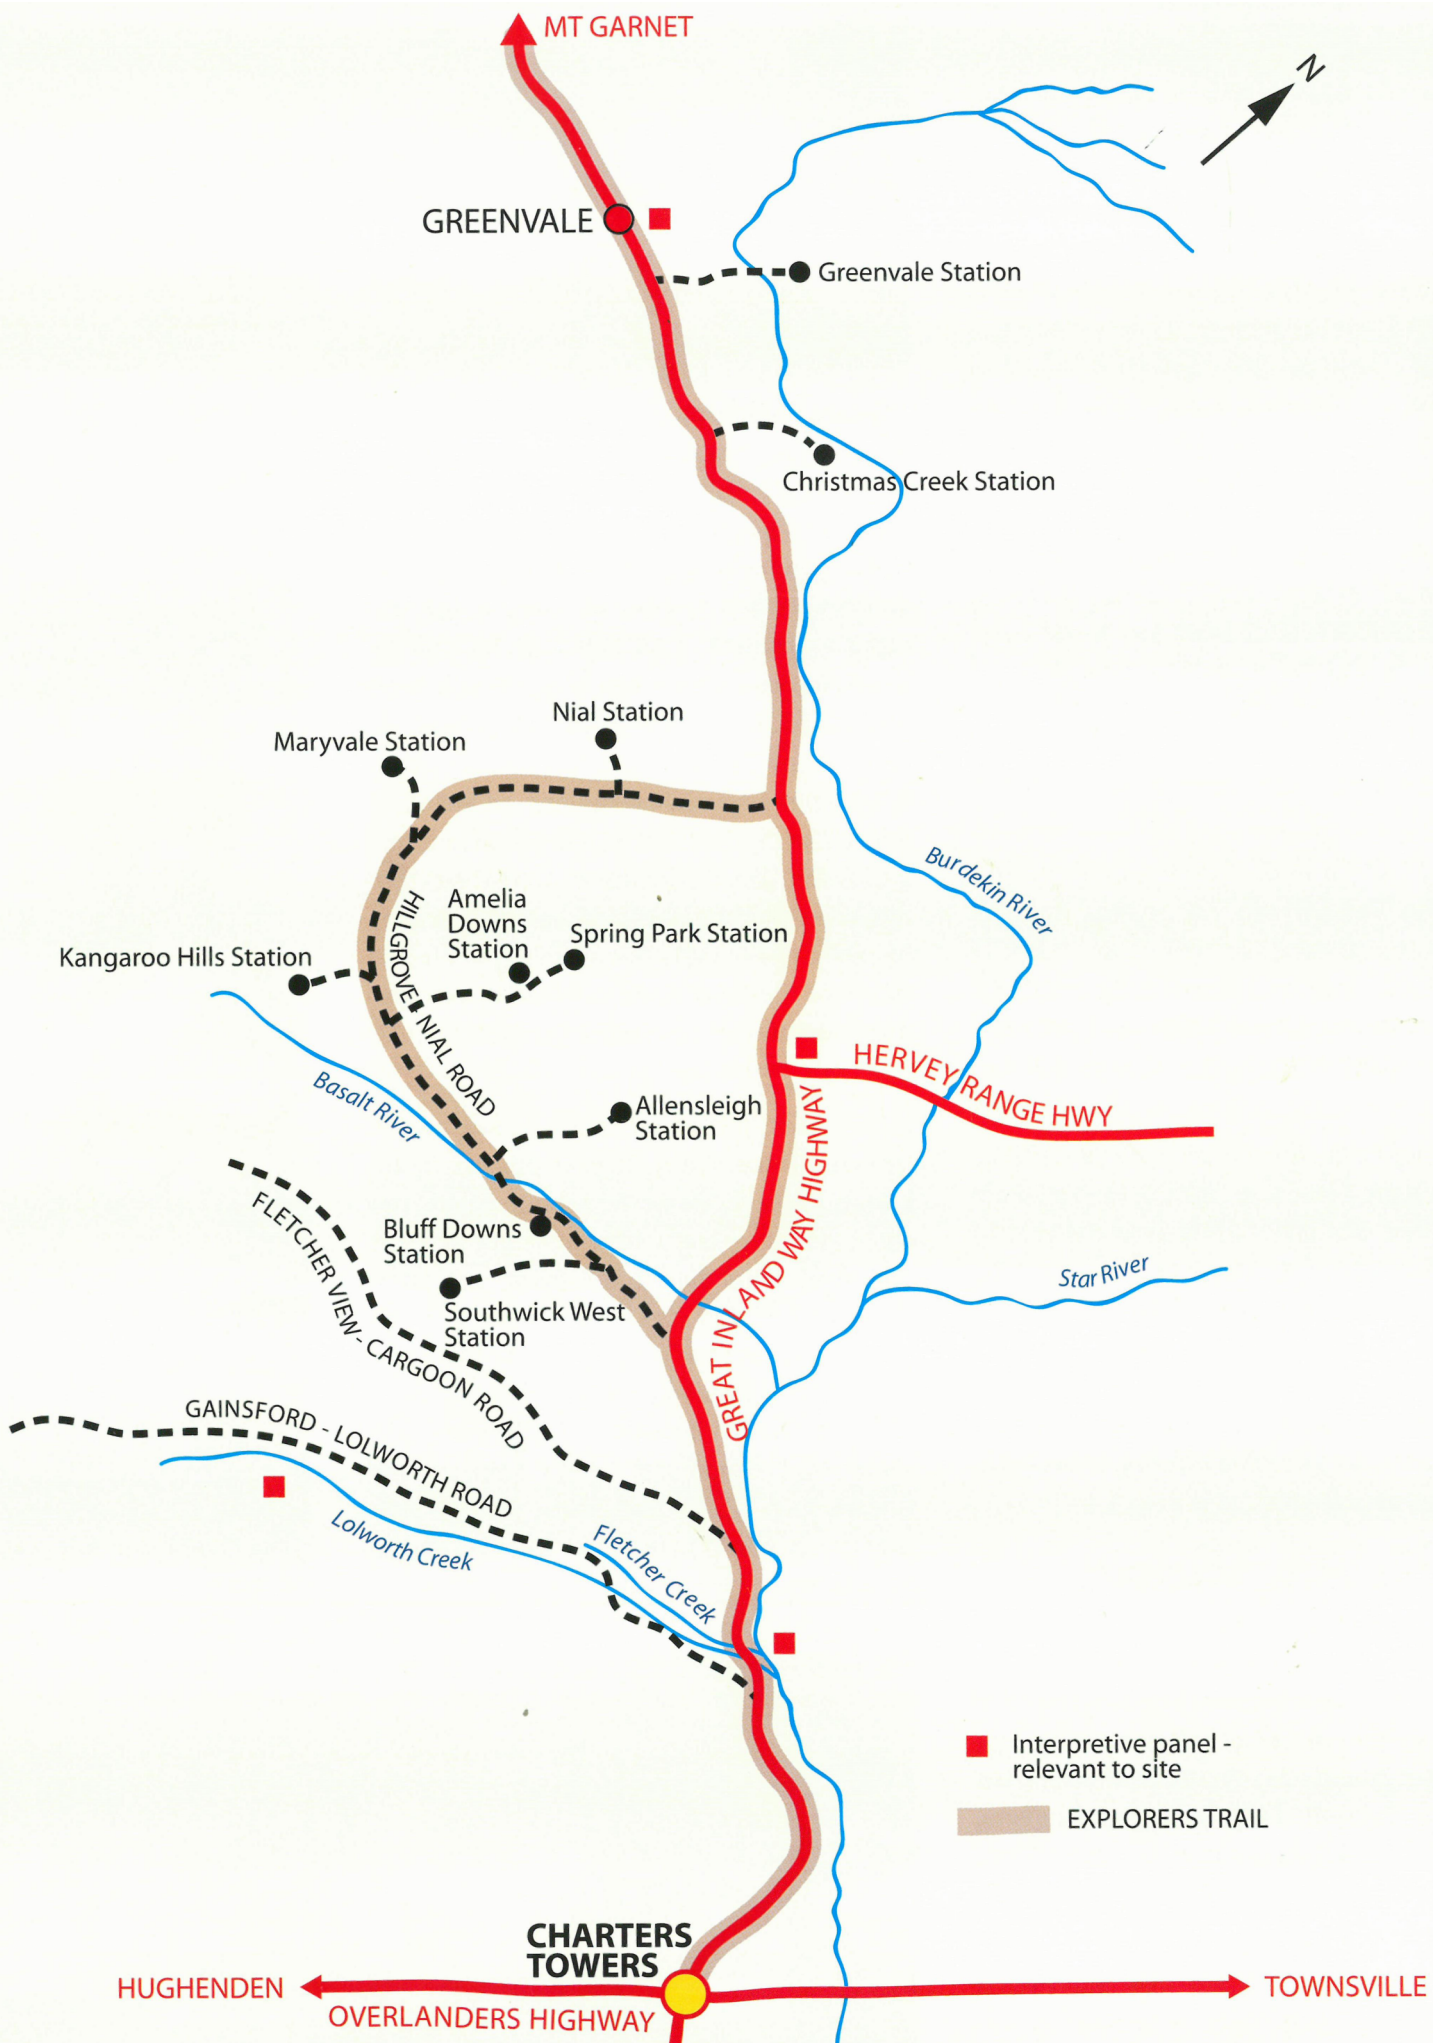 MT GARNET
N
GREENVALE
Greenvale Station
Christmas Creek Station
Nial Station
Maryvale Station
Burdekin River
HILLGROVE - NIAL ROAD
Amelia
Downs
Station
Spring Park Station
Kangaroo Hills Station
HERVEY RANGE HWY
Basalt River
Allensleigh
Station
GREAT INLAND WAY HIGHWAY
FLETCHER VIEW - CARGOON ROAD
Bluff Downs
Station
Star River
Southwick West
Station
GAINSFORD - LOLWORTH ROAD
Lolworth Creek
Fletcher Creek
Interpretive panel -
relevant to site
EXPLORERS TRAIL
CHARTERS
TOWERS
HUGHENDEN
OVERLANDERS HIGHWAY
TOWNSVILLE